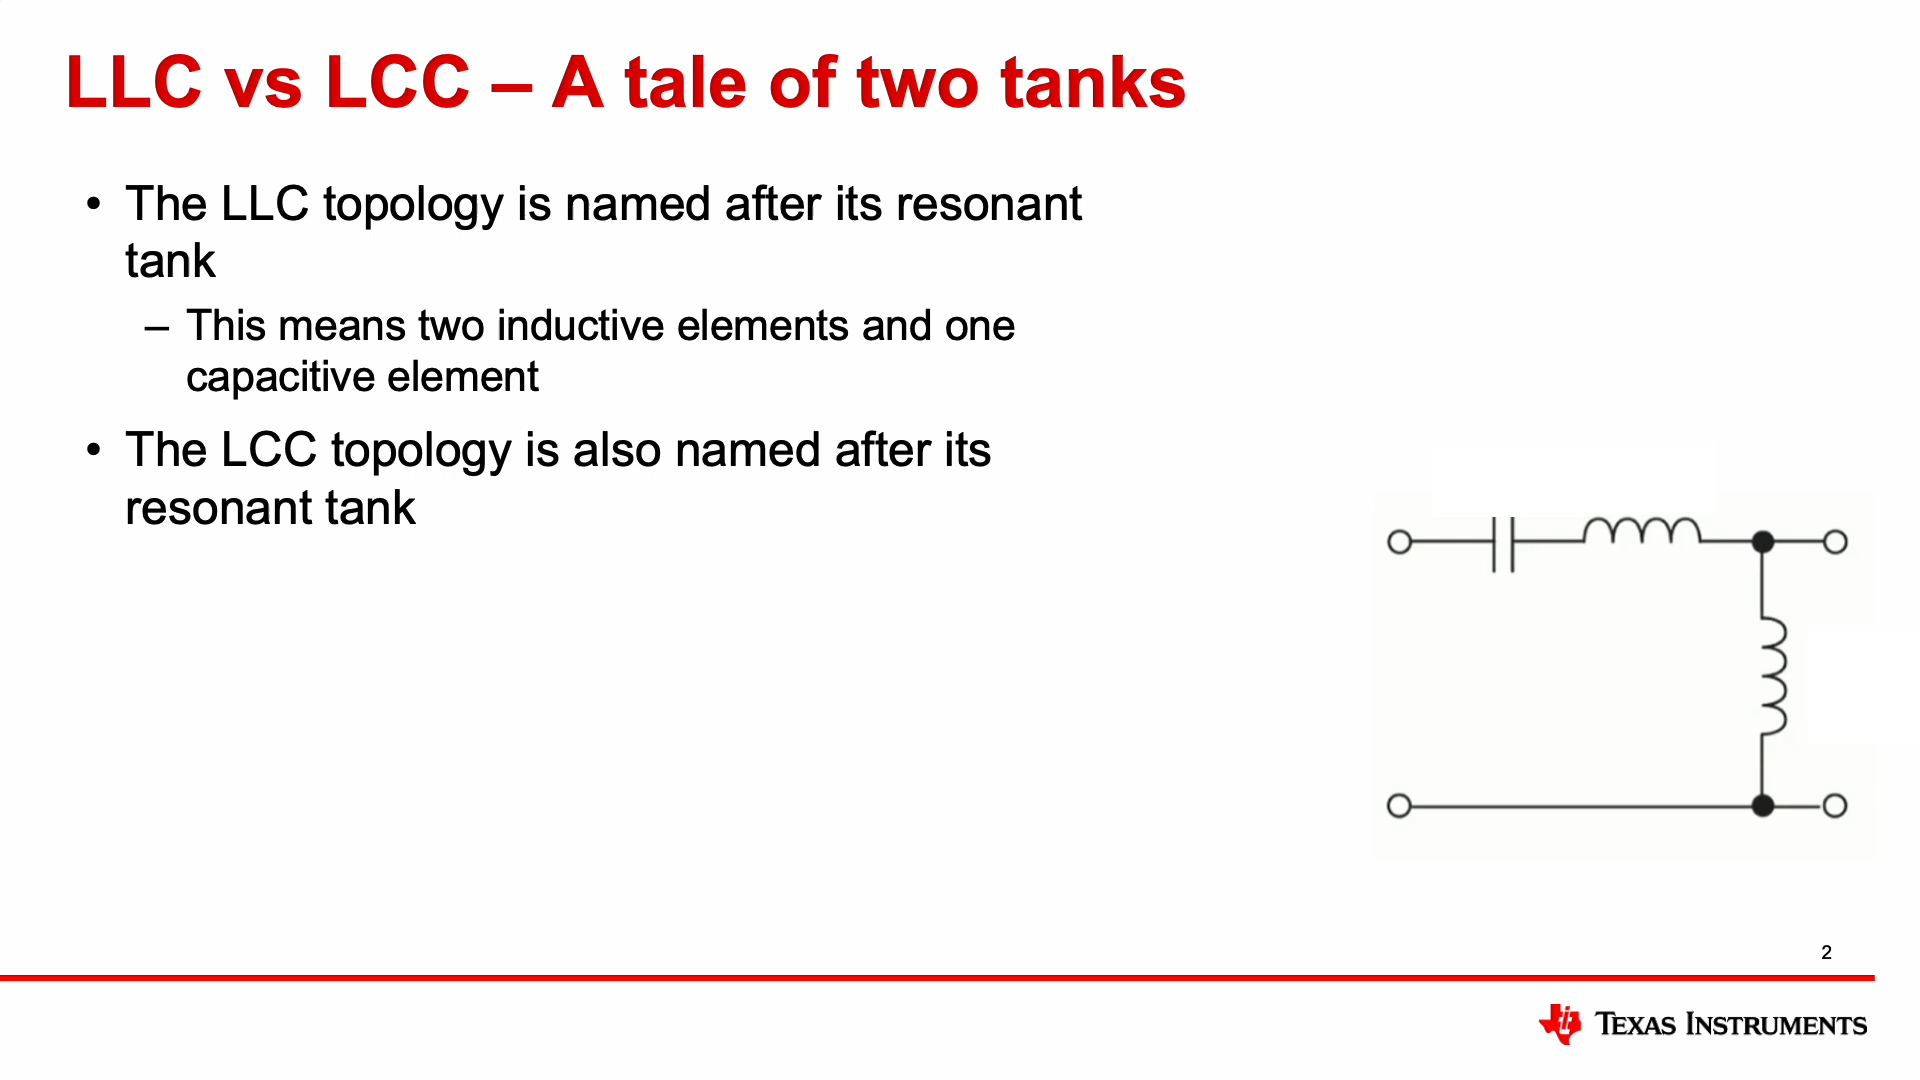 LLC vs LCC – A tale of two tanks
• The LLC topology is named after its resonant
tank
– This means two inductive elements and one
capacitive element
• The LCC topology is also named after its
resonant tank
2
TEXAS INSTRUMENTS